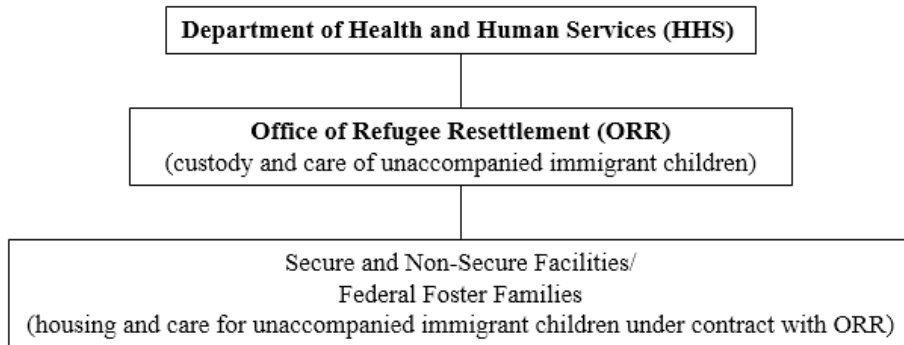 Department of Health and Human Services (HHS)
Office of Refugee Resettlement (ORR)
(custody and care of unaccompanied immigrant children)
Secure and Non-Secure Facilities/
Federal Foster Families
(housing and care for unaccompanied immigrant children under contract with ORR)